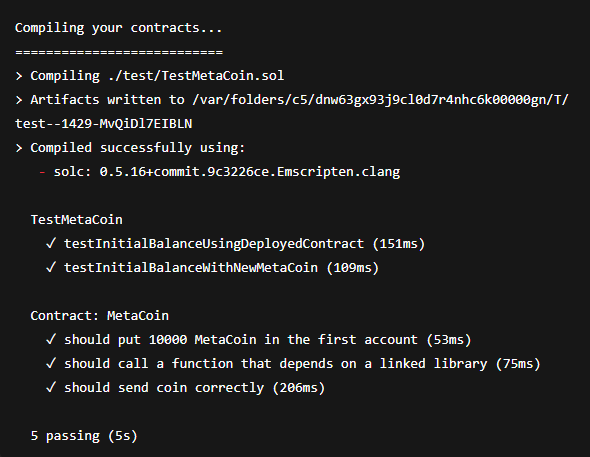 Compiling your contracts...
===========================
> Compiling ./test/TestMetaCoin.sol
> Artifacts written to /var/folders/c5/dnw63gx93j9cl0d7r4nhc6k00000gn/T/
test--1429-MvQiDl7EIBLN
> Compiled successfully using:
- solc: 0.5.16+commit.9c3226ce.Emscripten.clang
TestMetaCoin
✓ testInitialBalanceUsingDeployedContract (151ms)
✓ testInitialBalanceWithNewMetaCoin (109ms)
Contract: MetaCoin
✓ should put 10000 MetaCoin in the first account (53ms)
✓ should call a function that depends on a linked library (75ms)
✓ should send coin correctly (206ms)
5 passing (5s)